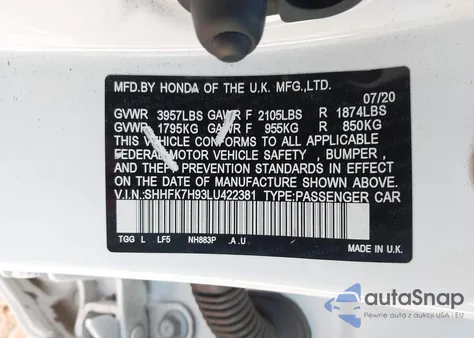 MFD.BY HONDA OF THE U.K. MFG.,LTD.
07/20
GVWR 3957LBS GAWR F 2105LBS R 1874LBS
GVWR 1795KG GAWR F 955KG R 850KG
THIS VEHICLE CONFORMS TO ALL APPLICABLE
FEDERAL MOTOR VEHICLE SAFETY , BUMPER ,
AND THEFT PREVENTION STANDARDS IN EFFECT
ON THE DATE OF MANUFACTURE SHOWN ABOVE.
V.I.N.:SHHFK7H93LU422381 TYPE:PASSENGER CAR
TGG L LF5 NH883P .A .U
MADE IN U.K.
autoSnap
Pewne auta z aukcji USA i EU